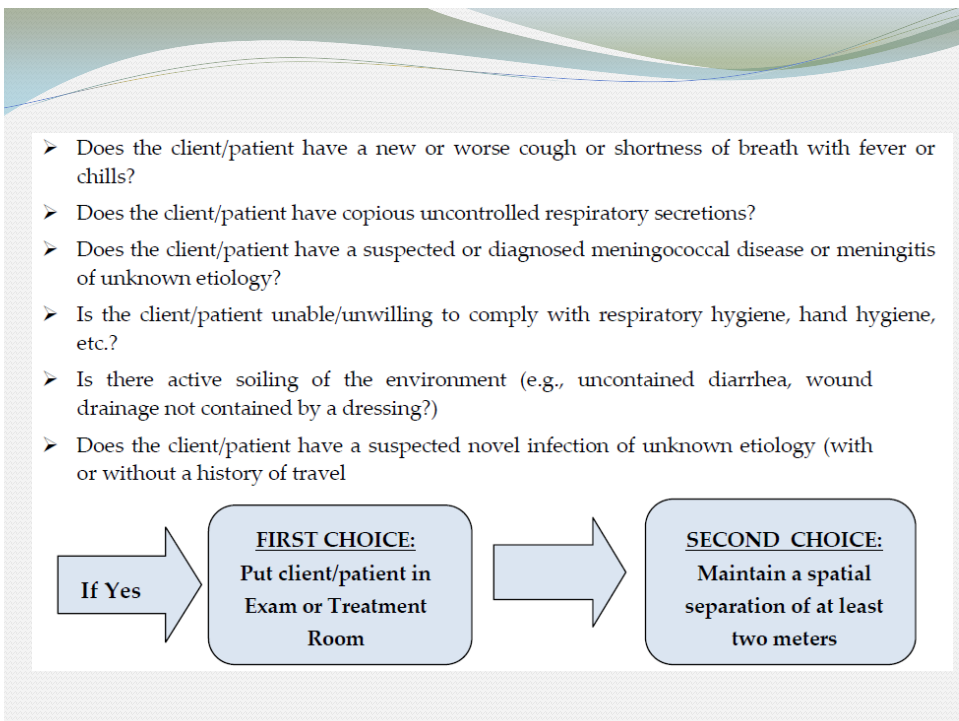 ➢ Does the client/patient have a new or worse cough or shortness of breath with fever or
chills?
➢ Does the client/patient have copious uncontrolled respiratory secretions?
➢ Does the client/patient have a suspected or diagnosed meningococcal disease or meningitis
of unknown etiology?
➢ Is the client/patient unable/unwilling to comply with respiratory hygiene, hand hygiene,
etc.?
➢ Is there active soiling of the environment (e.g., uncontained diarrhea, wound
drainage not contained by a dressing?)
➢ Does the client/patient have a suspected novel infection of unknown etiology (with
or without a history of travel
If Yes
FIRST CHOICE:
Put client/patient in
Exam or Treatment
Room
SECOND CHOICE:
Maintain a spatial
separation of at least
two meters